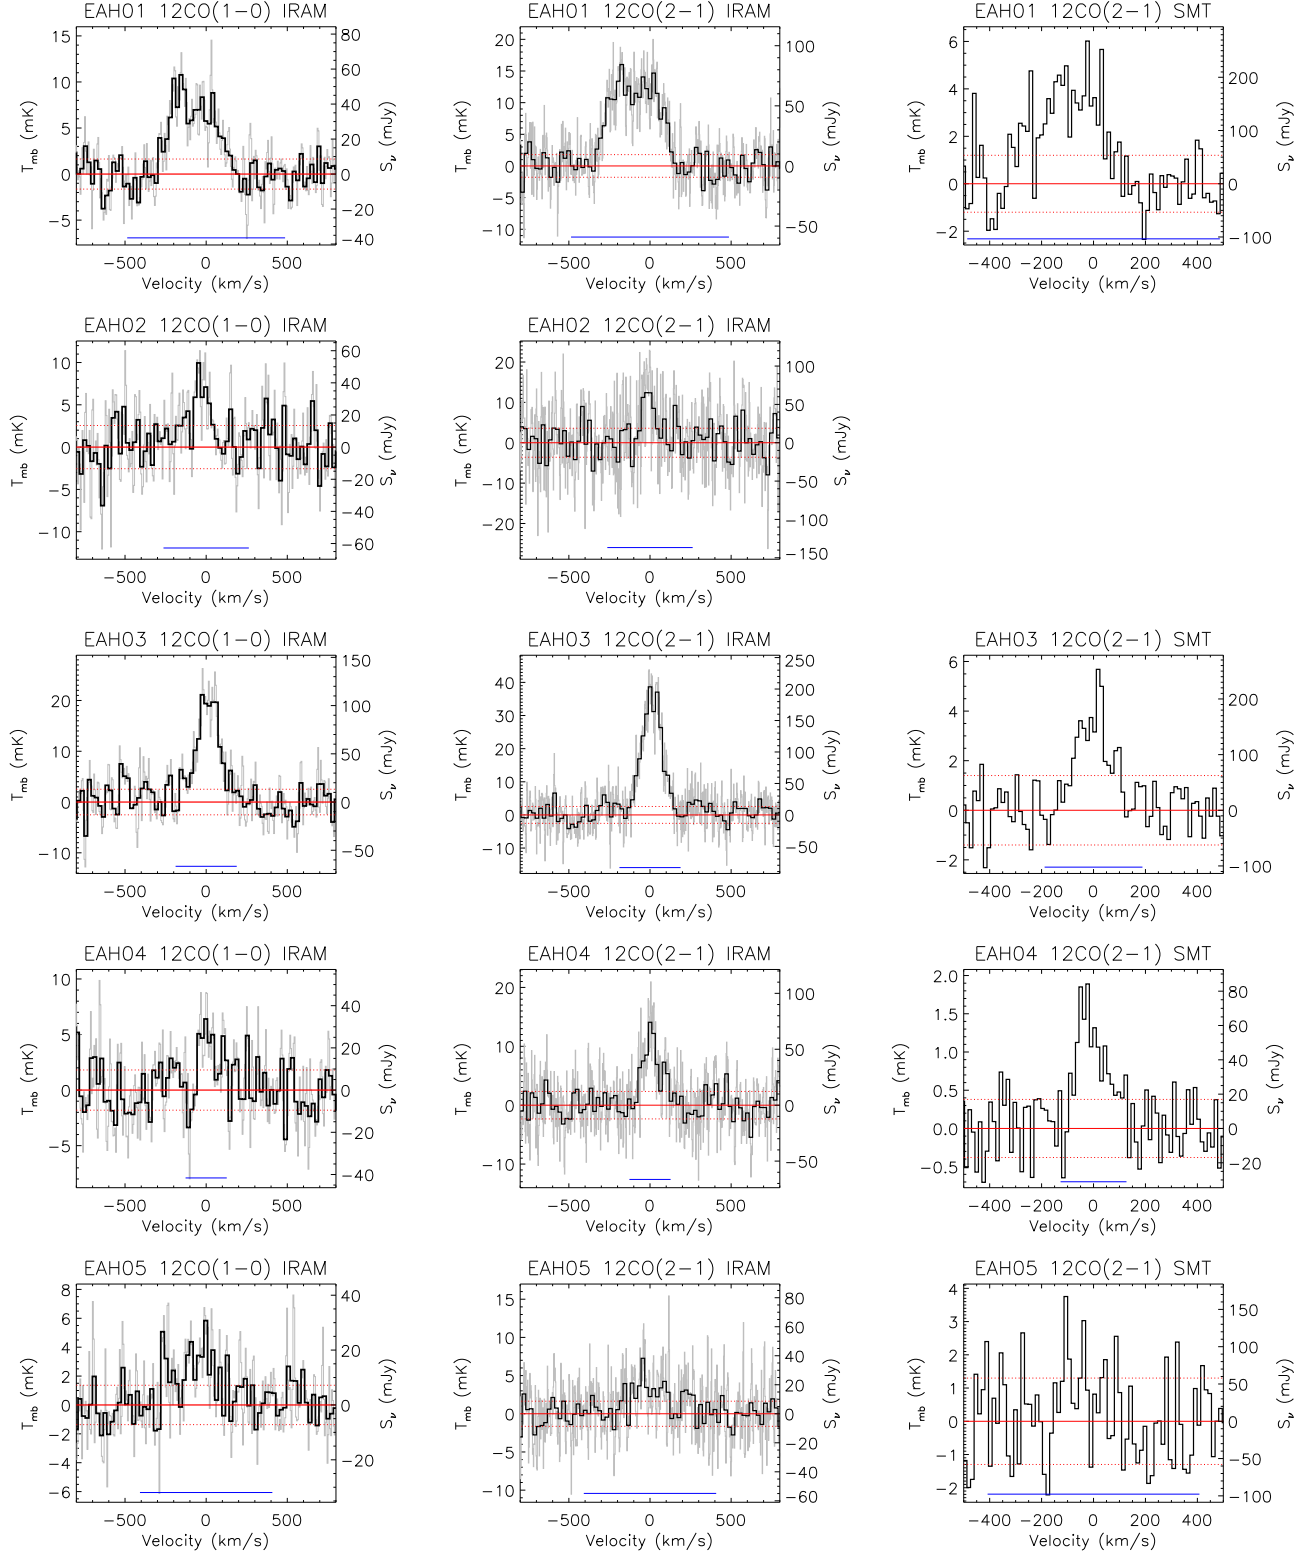 EAH01 12CO(1−0) IRAM
EAH01 12CO(2−1) IRAM
EAH01 12CO(2−1) SMT
15 10 5 0 −5
T_mb (mK)
80 60 40 20 0 −20 −40
S_ν (mJy)
−500 0 500
Velocity (km/s)
20 15 10 5 0 −5 −10
T_mb (mK)
100 50 0 −50
S_ν (mJy)
−500 0 500
Velocity (km/s)
6 4 2 0 −2
T_mb (mK)
200 100 0 −100
S_ν (mJy)
−400 −200 0 200 400
Velocity (km/s)
EAH02 12CO(1−0) IRAM
EAH02 12CO(2−1) IRAM
10 5 0 −5 −10
T_mb (mK)
60 40 20 0 −20 −40 −60
S_ν (mJy)
−500 0 500
Velocity (km/s)
20 10 0 −10 −20
T_mb (mK)
100 50 0 −50 −100 −150
S_ν (mJy)
−500 0 500
Velocity (km/s)
EAH03 12CO(1−0) IRAM
EAH03 12CO(2−1) IRAM
EAH03 12CO(2−1) SMT
20 10 0 −10
T_mb (mK)
150 100 50 0 −50
S_ν (mJy)
−500 0 500
Velocity (km/s)
40 30 20 10 0 −10
T_mb (mK)
250 200 150 100 50 0 −50
S_ν (mJy)
−500 0 500
Velocity (km/s)
6 4 2 0 −2
T_mb (mK)
200 100 0 −100
S_ν (mJy)
−400 −200 0 200 400
Velocity (km/s)
EAH04 12CO(1−0) IRAM
EAH04 12CO(2−1) IRAM
EAH04 12CO(2−1) SMT
10 5 0 −5
T_mb (mK)
40 20 0 −20 −40
S_ν (mJy)
−500 0 500
Velocity (km/s)
20 10 0 −10
T_mb (mK)
100 50 0 −50
S_ν (mJy)
−500 0 500
Velocity (km/s)
2.0 1.5 1.0 0.5 0.0 −0.5
T_mb (mK)
80 60 40 20 0 −20
S_ν (mJy)
−400 −200 0 200 400
Velocity (km/s)
EAH05 12CO(1−0) IRAM
EAH05 12CO(2−1) IRAM
EAH05 12CO(2−1) SMT
8 6 4 2 0 −2 −4 −6
T_mb (mK)
40 20 0 −20
S_ν (mJy)
−500 0 500
Velocity (km/s)
15 10 5 0 −5 −10
T_mb (mK)
80 60 40 20 0 −20 −40 −60
S_ν (mJy)
−500 0 500
Velocity (km/s)
4 3 2 1 0 −1 −2
T_mb (mK)
150 100 50 0 −50 −100
S_ν (mJy)
−400 −200 0 200 400
Velocity (km/s)